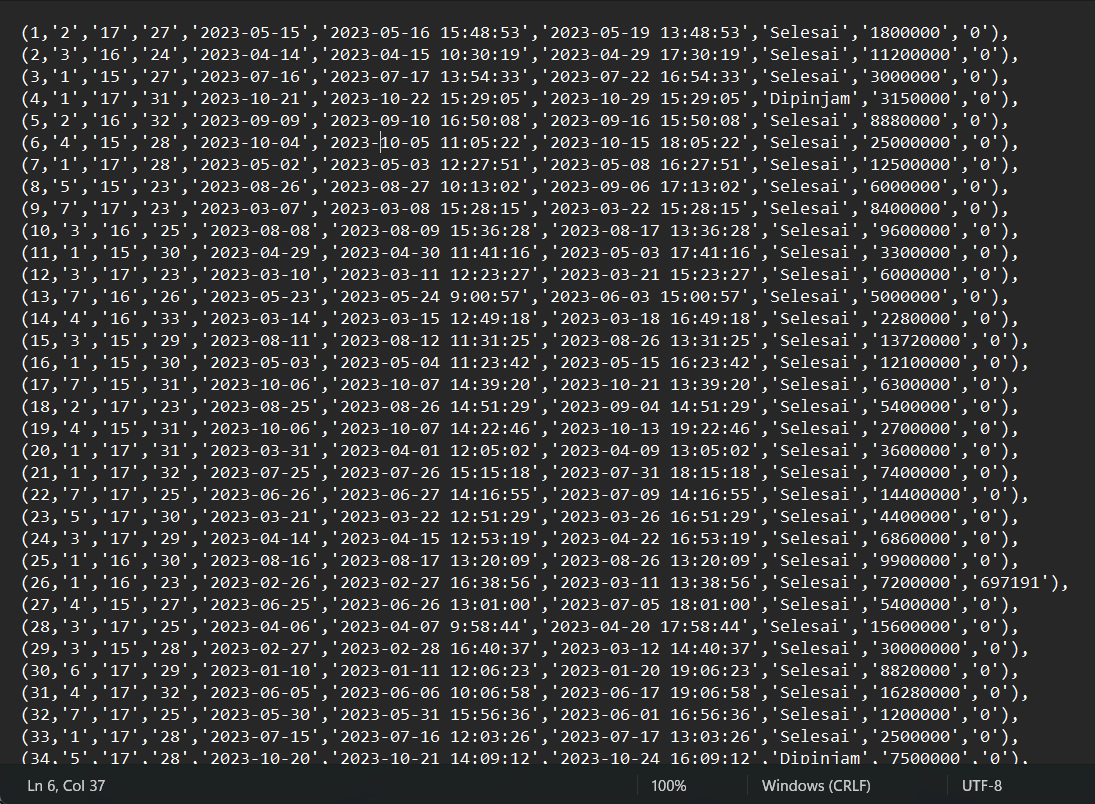 (1,'2','17','27','2023-05-15','2023-05-16 15:48:53','2023-05-19 13:48:53','Selesai','1800000','0'),
(2,'3','16','24','2023-04-14','2023-04-15 10:30:19','2023-04-29 17:30:19','Selesai','11200000','0'),
(3,'1','15','27','2023-07-16','2023-07-17 13:54:33','2023-07-22 16:54:33','Selesai','3000000','0'),
(4,'1','17','31','2023-10-21','2023-10-22 15:29:05','2023-10-29 15:29:05','Dipinjam','3150000','0'),
(5,'2','16','32','2023-09-09','2023-09-10 16:50:08','2023-09-16 15:50:08','Selesai','8880000','0'),
(6,'4','15','28','2023-10-04','2023-10-05 11:05:22','2023-10-15 18:05:22','Selesai','25000000','0'),
(7,'1','17','28','2023-05-02','2023-05-03 12:27:51','2023-05-08 16:27:51','Selesai','12500000','0'),
(8,'5','15','23','2023-08-26','2023-08-27 10:13:02','2023-09-06 17:13:02','Selesai','6000000','0'),
(9,'7','17','23','2023-03-07','2023-03-08 15:28:15','2023-03-22 15:28:15','Selesai','8400000','0'),
(10,'3','16','25','2023-08-08','2023-08-09 15:36:28','2023-08-17 13:36:28','Selesai','9600000','0'),
(11,'1','15','30','2023-04-29','2023-04-30 11:41:16','2023-05-03 17:41:16','Selesai','3300000','0'),
(12,'3','17','23','2023-03-10','2023-03-11 12:23:27','2023-03-21 15:23:27','Selesai','6000000','0'),
(13,'7','16','26','2023-05-23','2023-05-24 9:00:57','2023-06-03 15:00:57','Selesai','5000000','0'),
(14,'4','16','33','2023-03-14','2023-03-15 12:49:18','2023-03-18 16:49:18','Selesai','2280000','0'),
(15,'3','15','29','2023-08-11','2023-08-12 11:31:25','2023-08-26 13:31:25','Selesai','13720000','0'),
(16,'1','15','30','2023-05-03','2023-05-04 11:23:42','2023-05-15 16:23:42','Selesai','12100000','0'),
(17,'7','15','31','2023-10-06','2023-10-07 14:39:20','2023-10-21 13:39:20','Selesai','6300000','0'),
(18,'2','17','23','2023-08-25','2023-08-26 14:51:29','2023-09-04 14:51:29','Selesai','5400000','0'),
(19,'4','15','31','2023-10-06','2023-10-07 14:22:46','2023-10-13 19:22:46','Selesai','2700000','0'),
(20,'1','17','31','2023-03-31','2023-04-01 12:05:02','2023-04-09 13:05:02','Selesai','3600000','0'),
(21,'1','17','32','2023-07-25','2023-07-26 15:15:18','2023-07-31 18:15:18','Selesai','7400000','0'),
(22,'7','17','25','2023-06-26','2023-06-27 14:16:55','2023-07-09 14:16:55','Selesai','14400000','0'),
(23,'5','17','30','2023-03-21','2023-03-22 12:51:29','2023-03-26 16:51:29','Selesai','4400000','0'),
(24,'3','17','29','2023-04-14','2023-04-15 12:53:19','2023-04-22 16:53:19','Selesai','6860000','0'),
(25,'1','16','30','2023-08-16','2023-08-17 13:20:09','2023-08-26 13:20:09','Selesai','9900000','0'),
(26,'1','16','23','2023-02-26','2023-02-27 16:38:56','2023-03-11 13:38:56','Selesai','7200000','697191'),
(27,'4','15','27','2023-06-25','2023-06-26 13:01:00','2023-07-05 18:01:00','Selesai','5400000','0'),
(28,'3','17','25','2023-04-06','2023-04-07 9:58:44','2023-04-20 17:58:44','Selesai','15600000','0'),
(29,'3','15','28','2023-02-27','2023-02-28 16:40:37','2023-03-12 14:40:37','Selesai','30000000','0'),
(30,'6','17','29','2023-01-10','2023-01-11 12:06:23','2023-01-20 19:06:23','Selesai','8820000','0'),
(31,'4','17','32','2023-06-05','2023-06-06 10:06:58','2023-06-17 19:06:58','Selesai','16280000','0'),
(32,'7','17','25','2023-05-30','2023-05-31 15:56:36','2023-06-01 16:56:36','Selesai','1200000','0'),
(33,'1','17','28','2023-07-15','2023-07-16 12:03:26','2023-07-17 13:03:26','Selesai','2500000','0'),
(34,'5','17','28','2023-10-20','2023-10-21 14:09:12','2023-10-24 16:09:12','Dipinjam','7500000','0'),
Ln 6, Col 37 100% Windows (CRLF) UTF-8